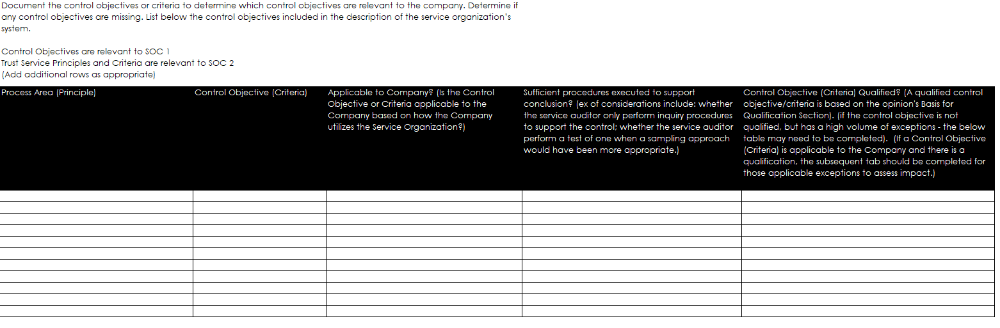 Document the control objectives or criteria to determine which control objectives are relevant to the company. Determine if
any control objectives are missing. List below the control objectives included in the description of the service organization's
system.
Control Objectives are relevant to SOC 1
Trust Service Principles and Criteria are relevant to SOC 2
(Add additional rows as appropriate)
Process Area (Principle)
Control Objective (Criteria)
Applicable to Company? (Is the Control
Objective or Criteria applicable to the
Company based on how the Company
utilizes the Service Organization?)
Sufficient procedures executed to support
conclusion? (ex of considerations include: whether
the service auditor only perform inquiry procedures
to support the control; whether the service auditor
perform a test of one when a sampling approach
would have been more appropriate.)
Control Objective (Criteria) Qualified? (A qualified control
objective/criteria is based on the opinion's Basis for
Qualification Section). (if the control objective is not
qualified, but has a high volume of exceptions - the below
table may need to be completed).  (If a Control Objective
(Criteria) is applicable to the Company and there is a
qualification, the subsequent tab should be completed for
those applicable exceptions to assess impact.)